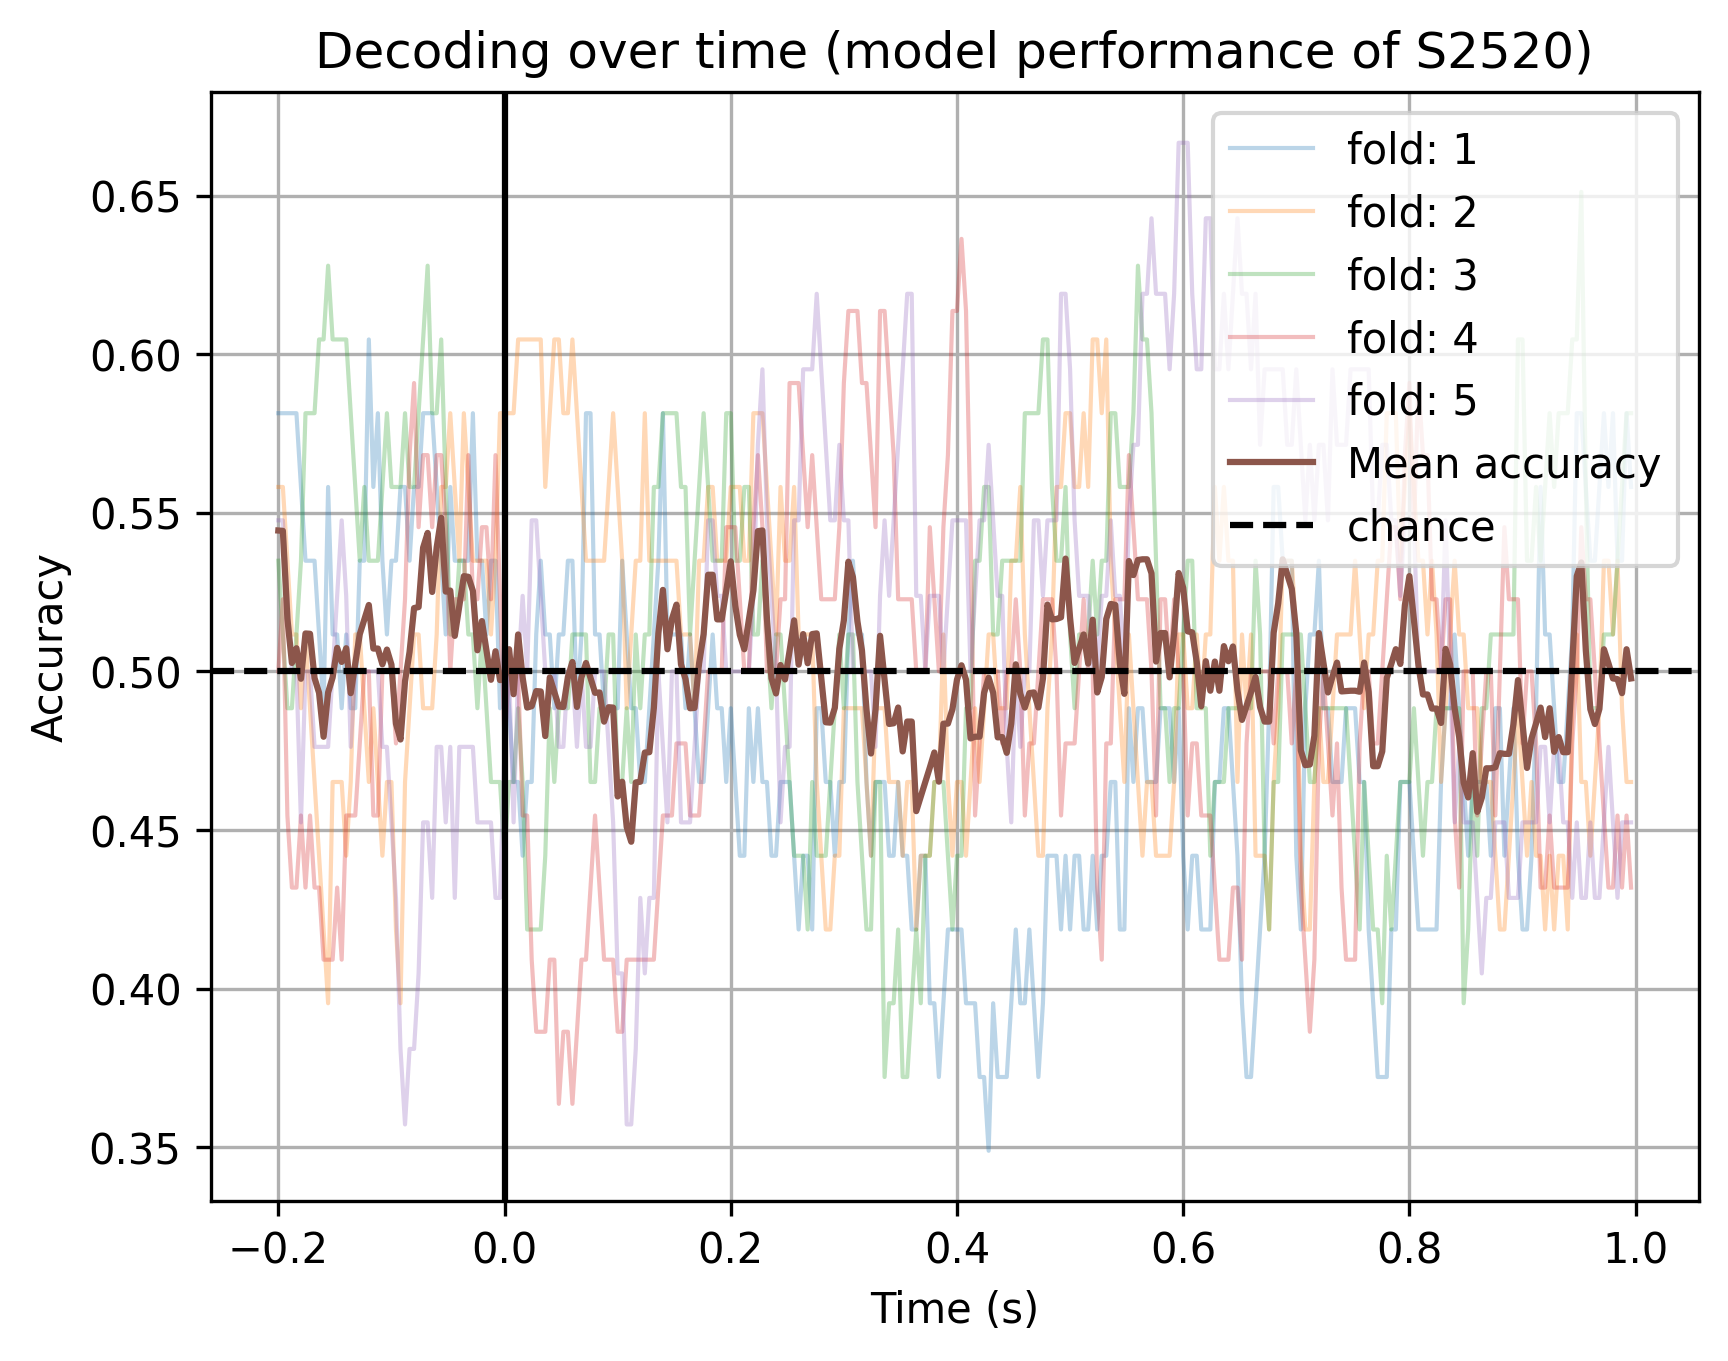 Decoding over time (model performance of S2520)
fold: 1
fold: 2
fold: 3
fold: 4
fold: 5
Mean accuracy
chance
Accuracy
0.65
0.60
0.55
0.50
0.45
0.40
0.35
−0.2 0.0 0.2 0.4 0.6 0.8 1.0
Time (s)